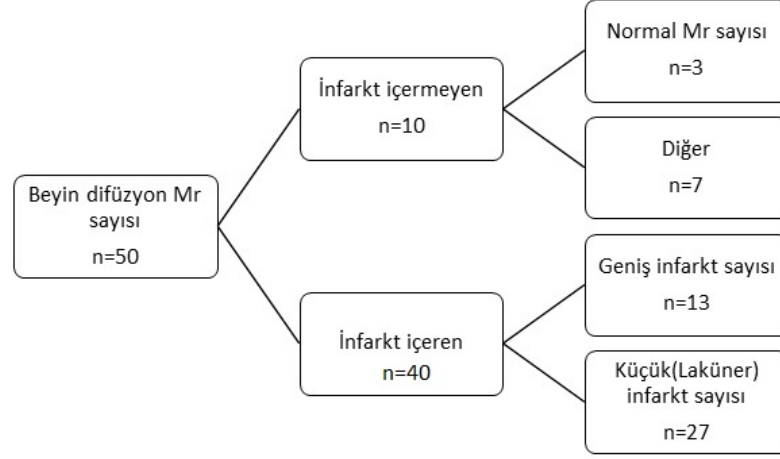 Beyin difüzyon Mr
sayısı
n=50
İnfarkt içermeyen
n=10
Normal Mr sayısı
n=3
Diğer
n=7
İnfarkt içeren
n=40
Geniş infarkt sayısı
n=13
Küçük(Laküner)
infarkt sayısı
n=27